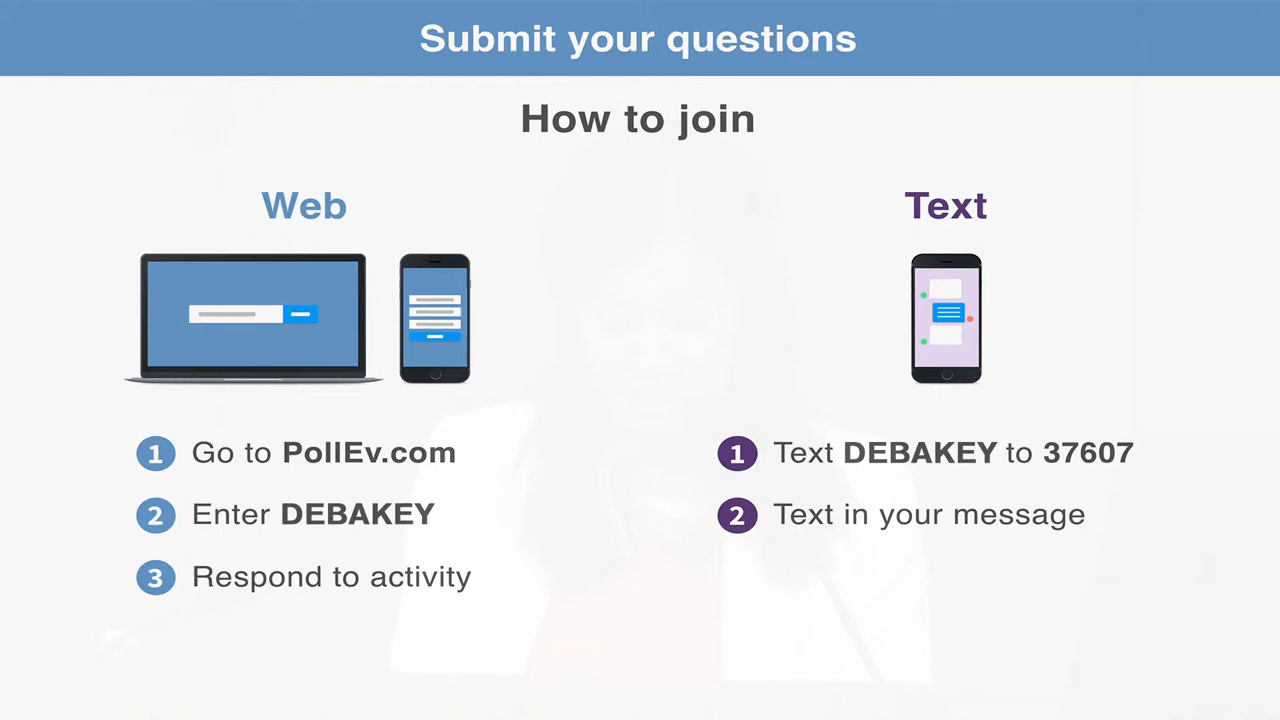 Submit your questions
How to join
Web
Text
1 Go to PollEv.com
2 Enter DEBAKEY
3 Respond to activity
1 Text DEBAKEY to 37607
2 Text in your message